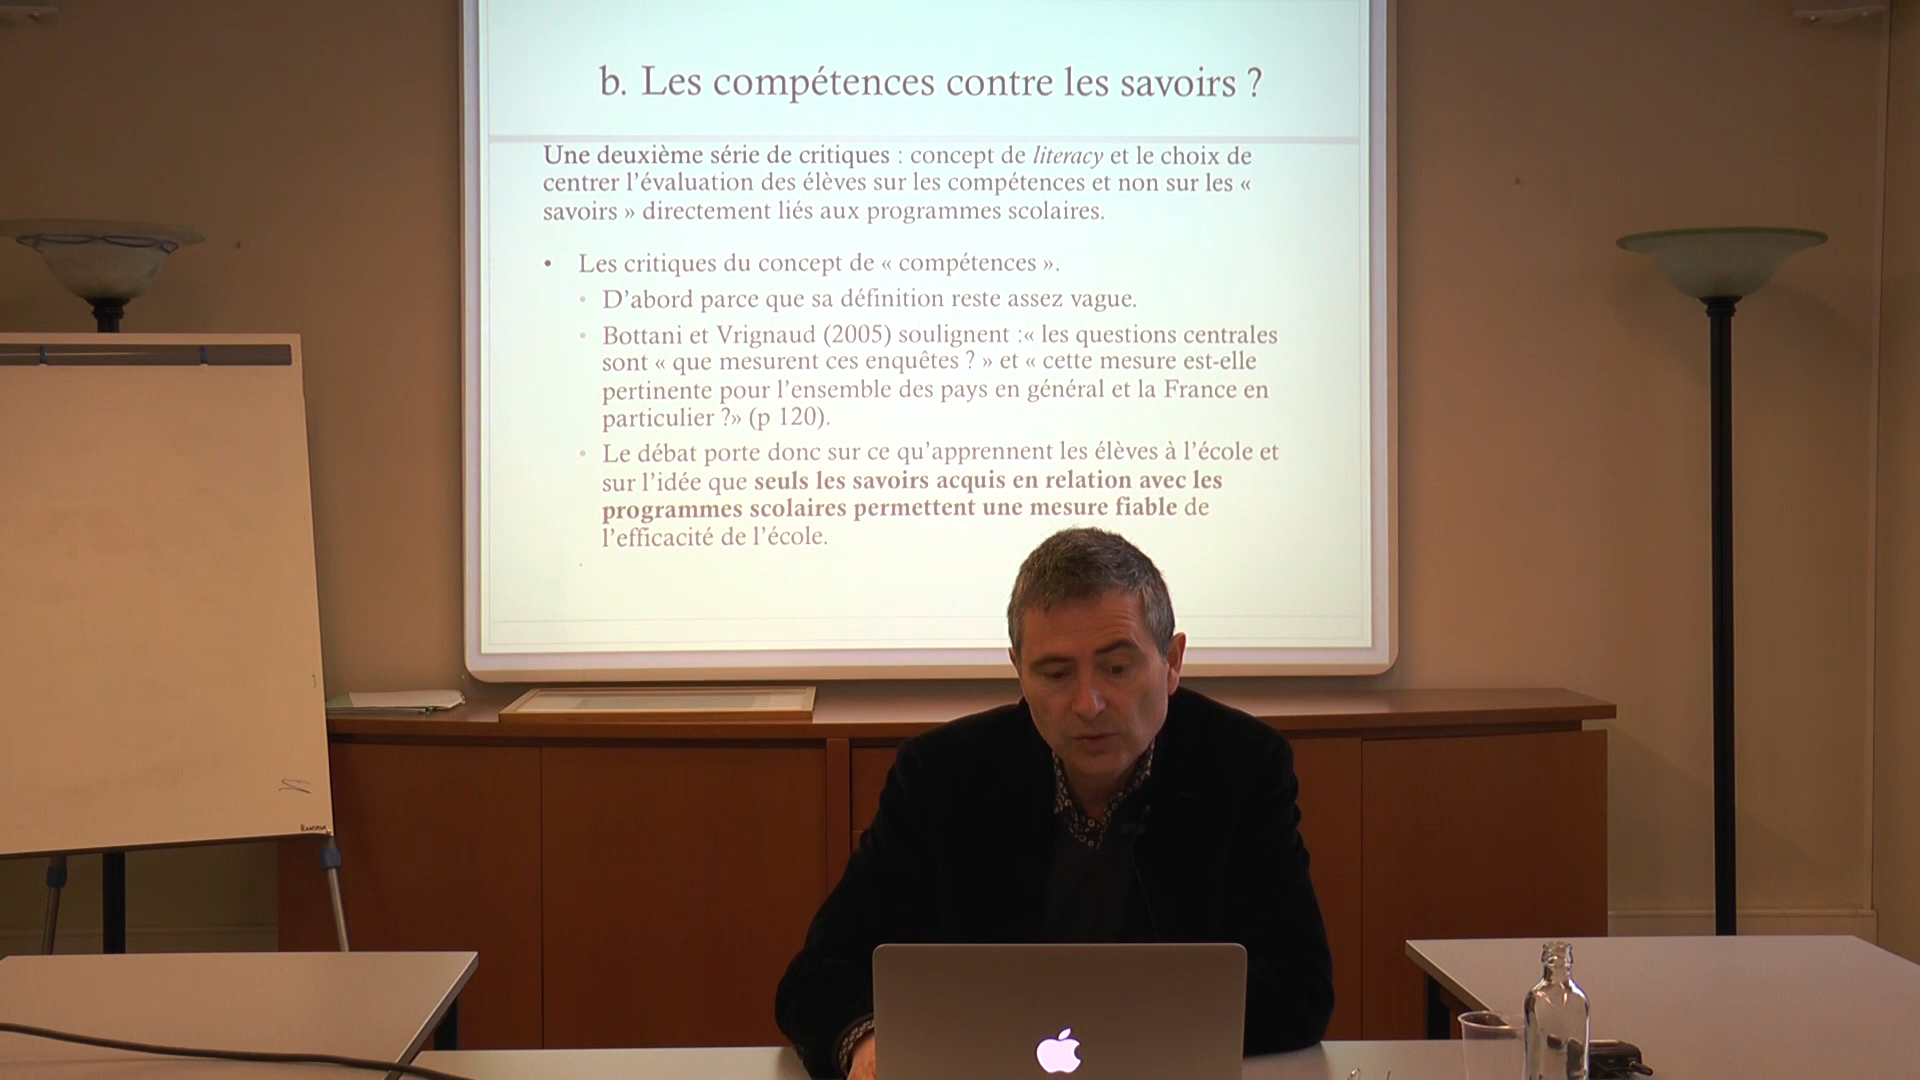 b. Les compétences contre les savoirs ?
Une deuxième série de critiques : concept de literacy et le choix de
centrer l'évaluation des élèves sur les compétences et non sur les «
savoirs » directement liés aux programmes scolaires.
• Les critiques du concept de « compétences ».
• D'abord parce que sa définition reste assez vague.
• Bottani et Vrignaud (2005) soulignent :« les questions centrales
sont « que mesurent ces enquêtes ? » et « cette mesure est-elle
pertinente pour l'ensemble des pays en général et la France en
particulier ?» (p 120).
• Le débat porte donc sur ce qu'apprennent les élèves à l'école et
sur l'idée que seuls les savoirs acquis en relation avec les
programmes scolaires permettent une mesure fiable de
l'efficacité de l'école.